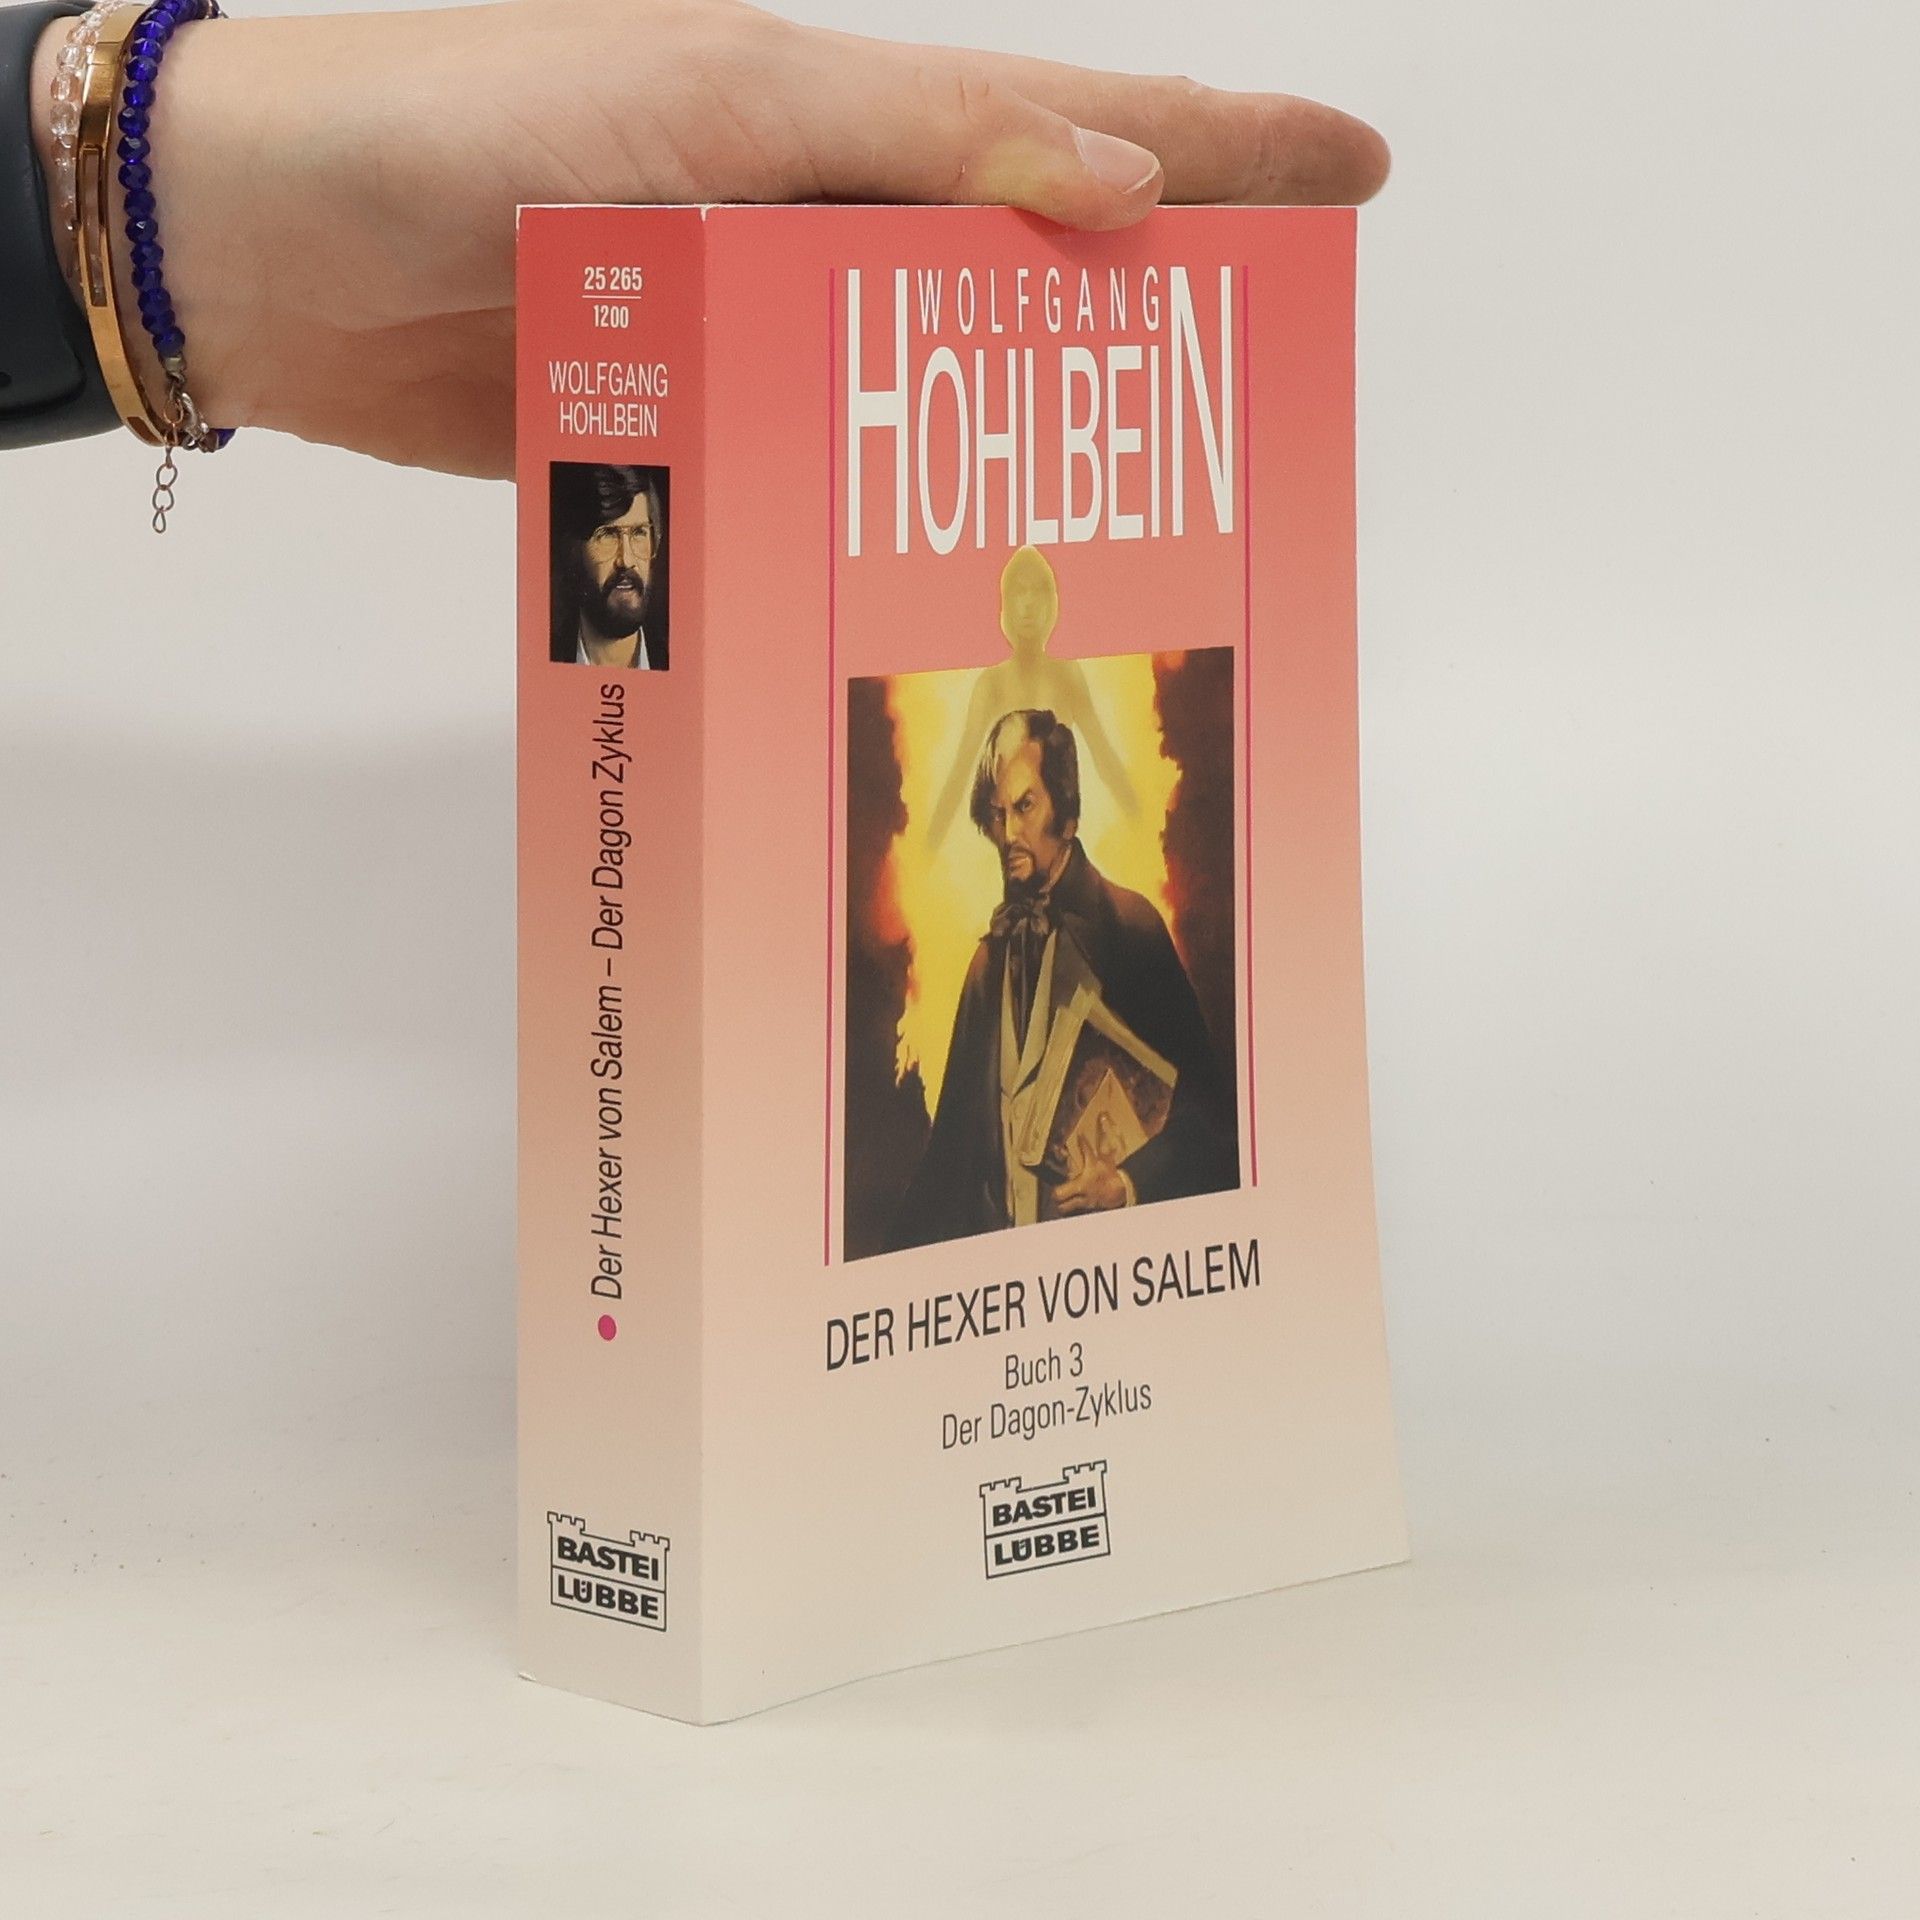 25 265
1200
WOLFGANG
HOHLBEIN
Der Hexer von Salem – Der Dagon Zyklus
BASTEI
LÜBBE
WOLFGANG
HOHLBEIN
DER HEXER VON SALEM
Buch 3
Der Dagon-Zyklus
BASTEI
LÜBBE